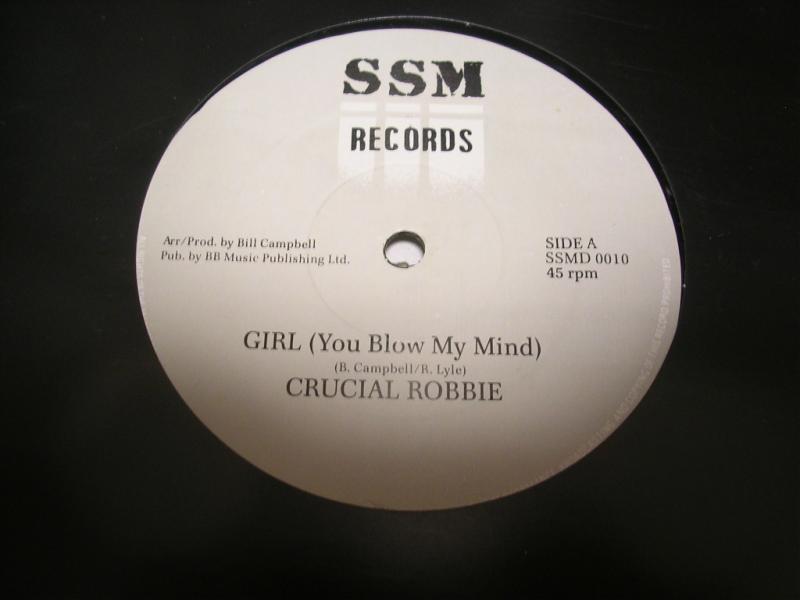 SSM
RECORDS
Arr/Prod. by Bill Campbell
Pub. by BB Music Publishing Ltd.
SIDE A
SSMD 0010
45 rpm
GIRL (You Blow My Mind)
(B. Campbell/R. Lyle)
CRUCIAL ROBBIE